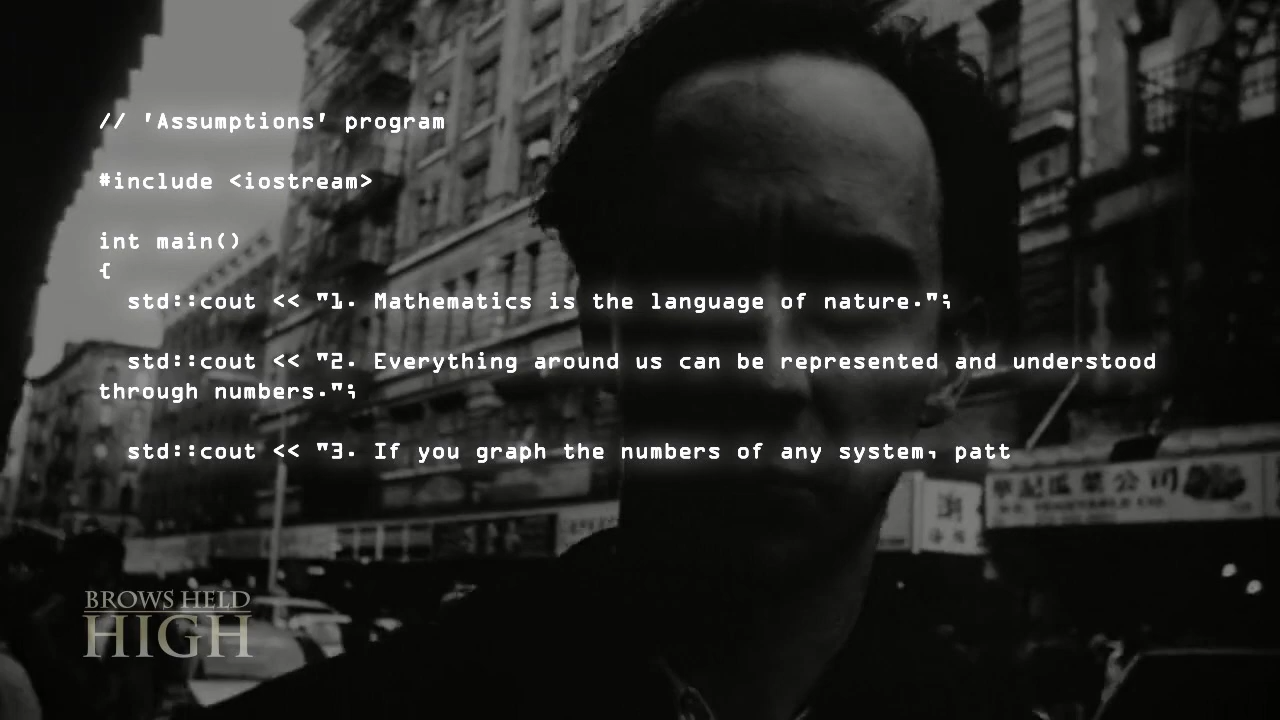 // 'Assumptions' program
#include <iostream>
int main()
{
std::cout << "1. Mathematics is the language of nature.";
std::cout << "2. Everything around us can be represented and understood
through numbers.";
std::cout << "3. If you graph the numbers of any system, patt
BROWS HELD
HIGH